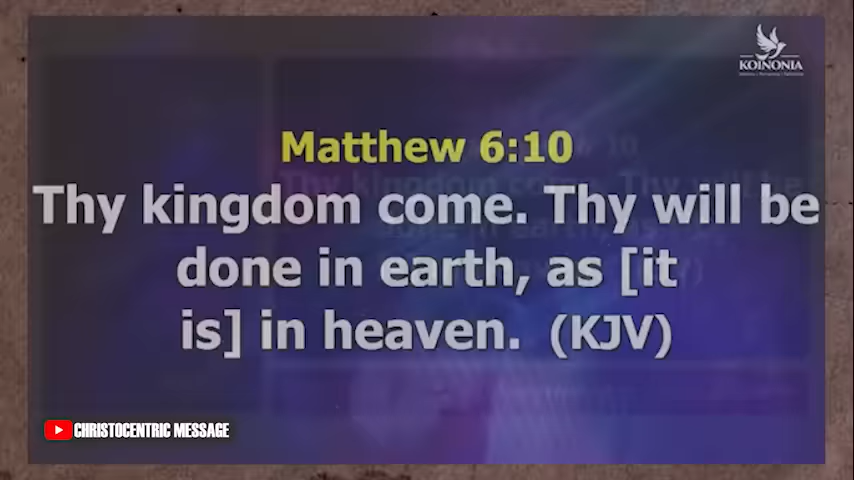 KOINONIA
Matthew 6:10
Thy kingdom come. Thy will be
done in earth, as [it
is] in heaven. (KJV)
CHRISTOCENTRIC MESSAGE